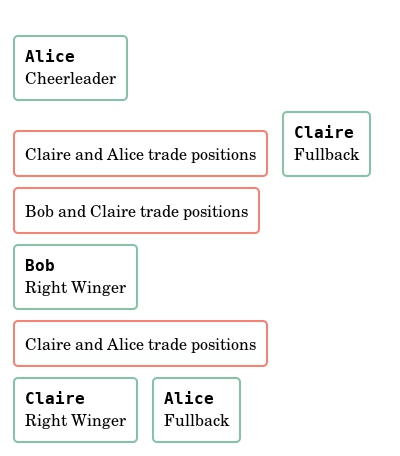 Alice
Cheerleader
Claire and Alice trade positions
Claire
Fullback
Bob and Claire trade positions
Bob
Right Winger
Claire and Alice trade positions
Claire
Right Winger
Alice
Fullback